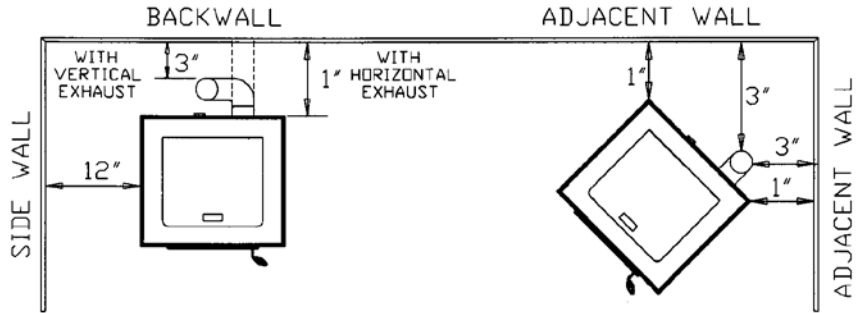 BACKWALL
ADJACENT WALL
WITH
VERTICAL
EXHAUST
3"
1"
WITH
HORIZONTAL
EXHAUST
1"
3"
3"
1"
12"
SIDE WALL
ADJACENT WALL